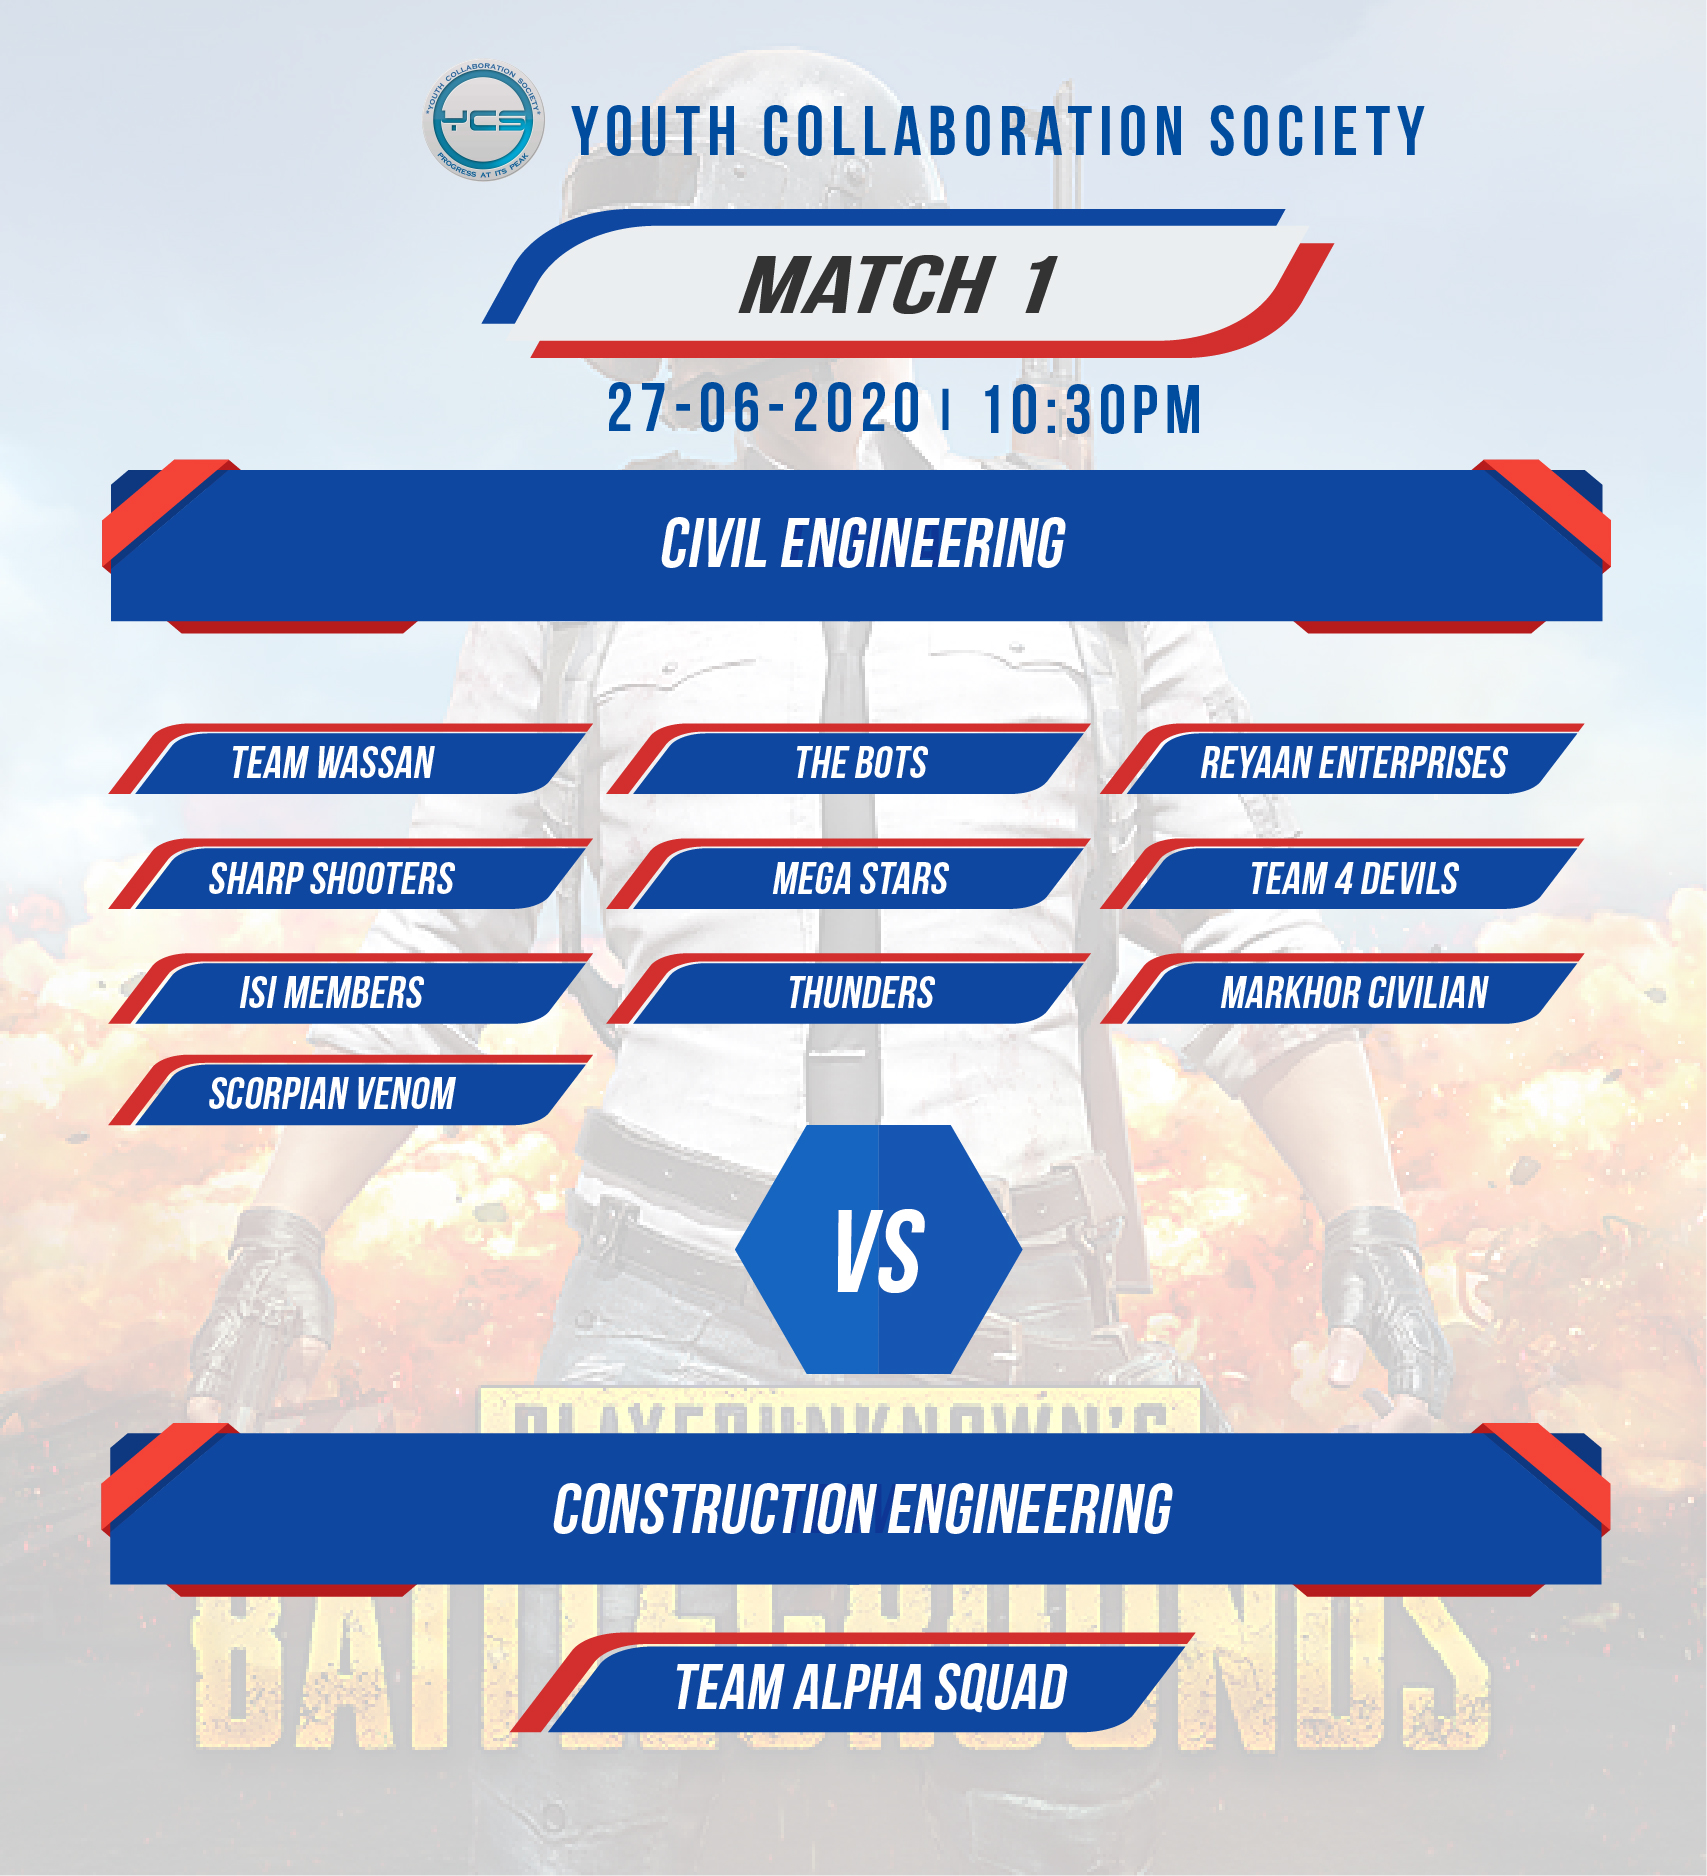 YOUTH COLLABORATION SOCIETY
YCS
PROGRESS AT ITS PEAK
YOUTH COLLABORATION SOCIETY
MATCH 1
27-06-2020 | 10:30PM
CIVIL ENGINEERING
TEAM WASSAN
THE BOTS
REYAAN ENTERPRISES
SHARP SHOOTERS
MEGA STARS
TEAM 4 DEVILS
ISI MEMBERS
THUNDERS
MARKHOR CIVILIAN
SCORPIAN VENOM
VS
PLAYERUNKNOWN'S
CONSTRUCTION ENGINEERING
BATTLEGROUNDS
TEAM ALPHA SQUAD